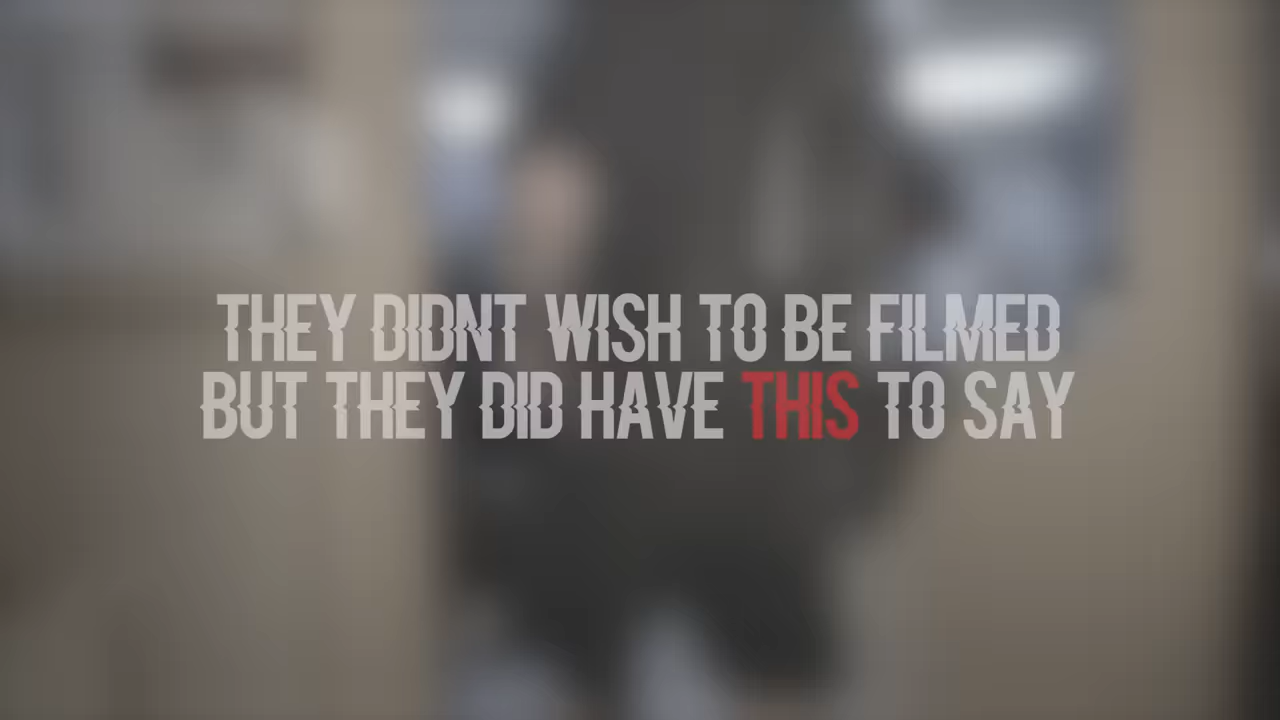 THEY DIDNT WISH TO BE FILMED
BUT THEY DID HAVE THIS TO SAY